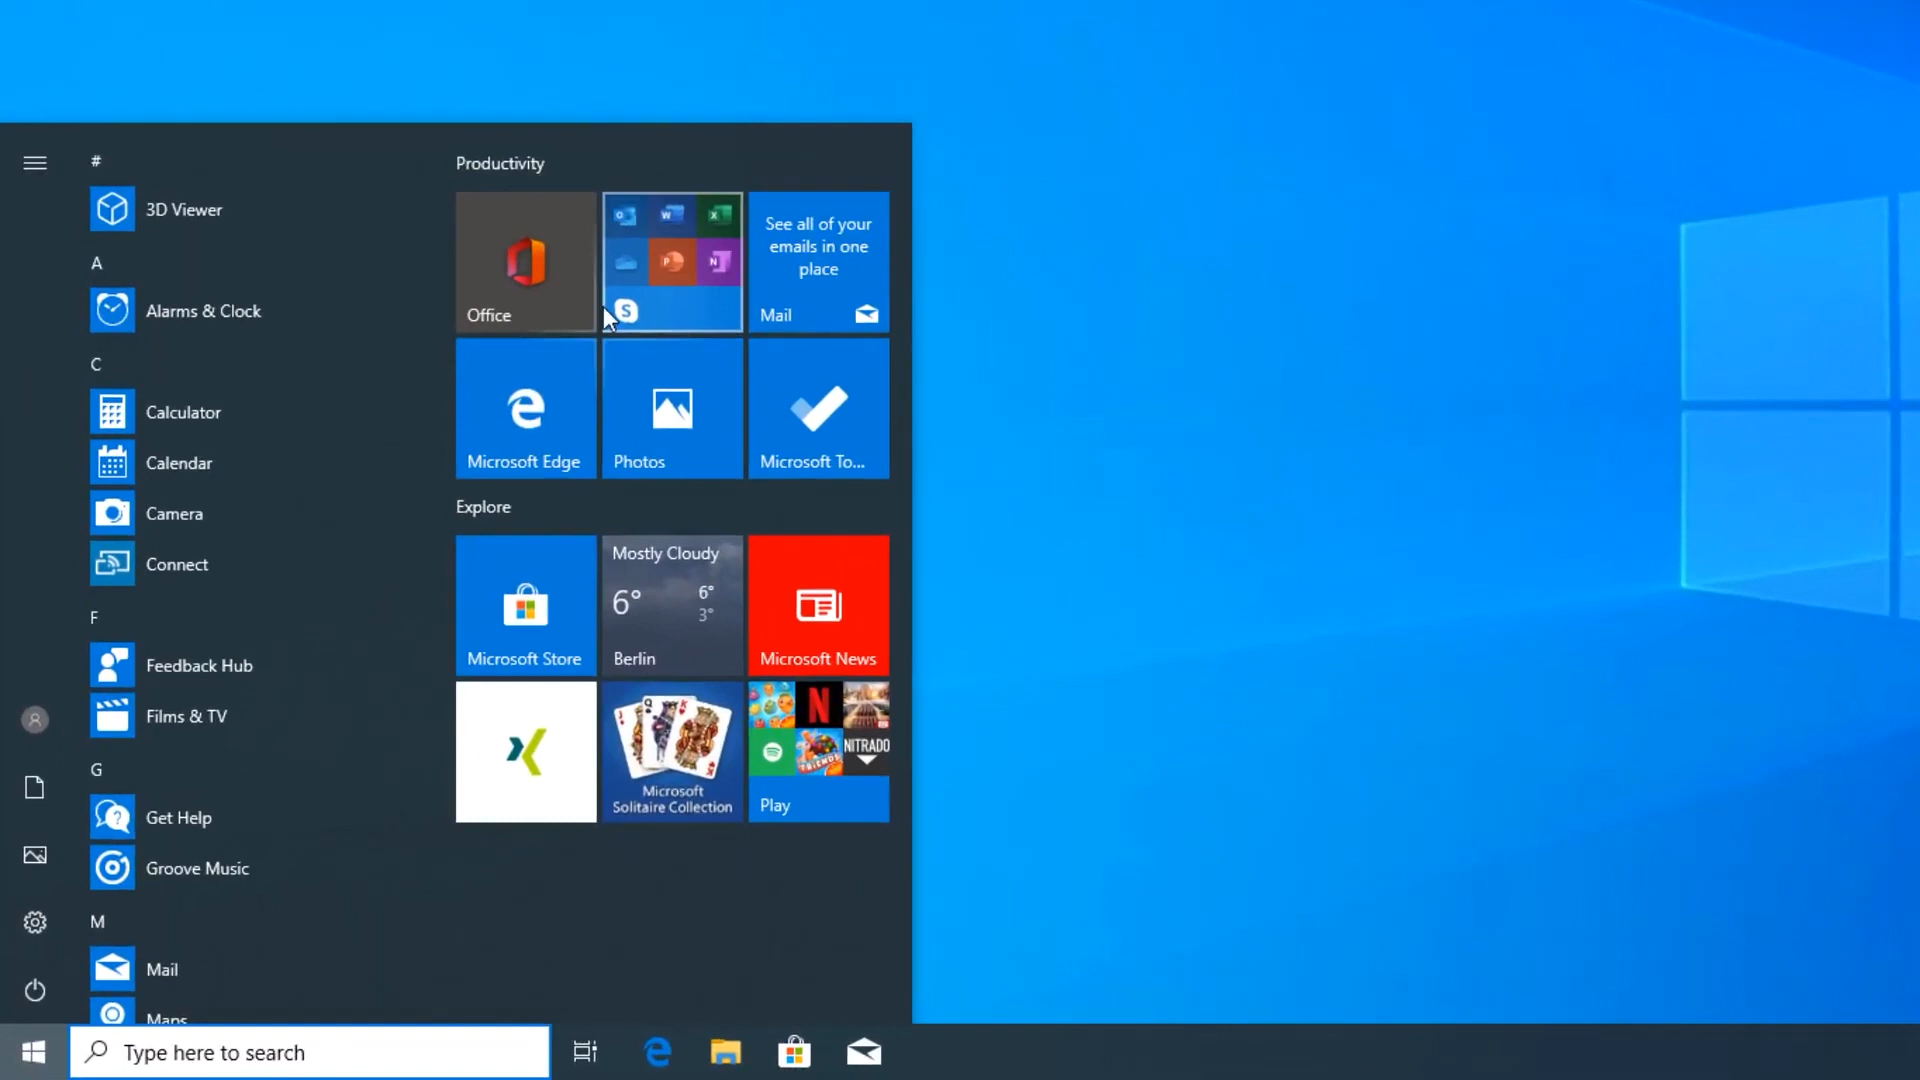 #
3D Viewer
A
Alarms & Clock
C
Calculator
Calendar
Camera
Connect
F
Feedback Hub
Films & TV
G
Get Help
Groove Music
M
Mail
Maps
Productivity
Office
O
W
X
P
N
S
See all of your
emails in one
place
Mail
Microsoft Edge
Photos
Microsoft To...
Explore
Microsoft Store
Mostly Cloudy
6°
6°
3°
Berlin
Microsoft News
J
Q
K
Microsoft
Solitaire Collection
N
FRIENDS
NITRADO
Play
Type here to search